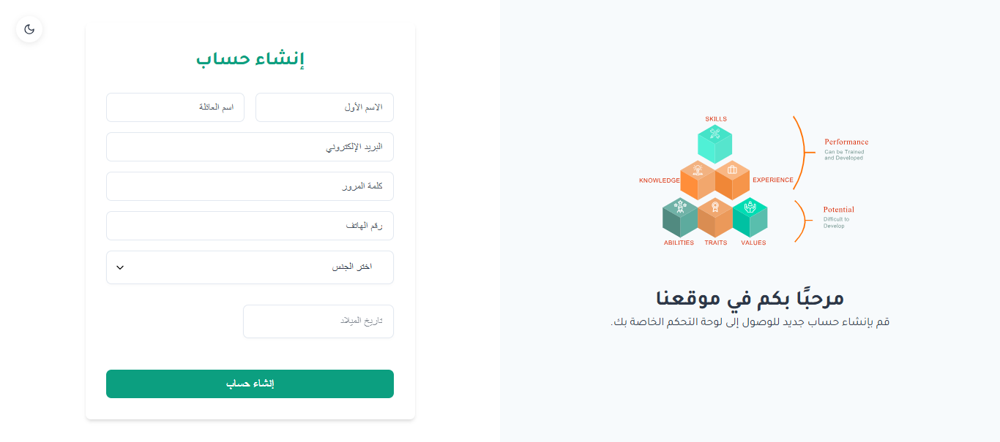 إنشاء حساب
الاسم الأول
اسم العائلة
البريد الإلكتروني
كلمة المرور
رقم الهاتف
اختر الجنس
تاريخ الميلاد
إنشاء حساب
SKILLS
Performance
Can be Trained
and Developed
KNOWLEDGE
EXPERIENCE
Potential
Difficult to
Develop
ABILITIES
TRAITS
VALUES
مرحبًا بكم في موقعنا
قم بإنشاء حساب جديد للوصول إلى لوحة التحكم الخاصة بك.